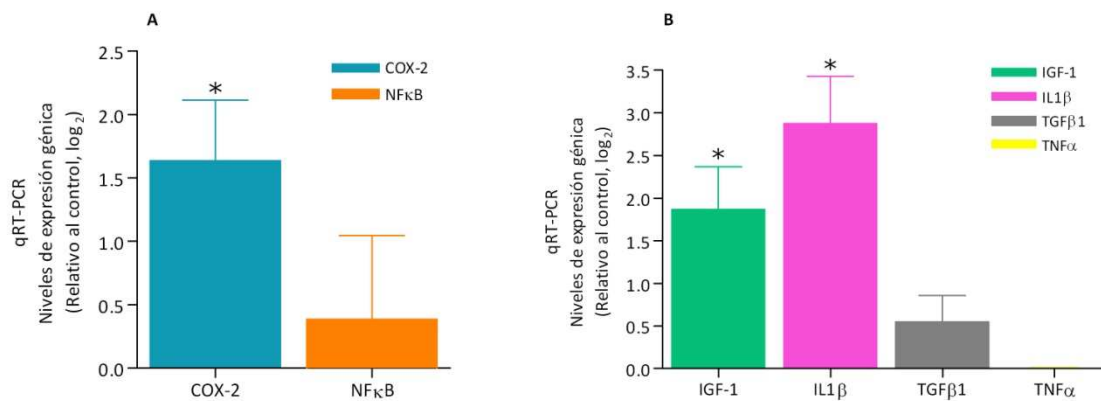 A
qRT-PCR
Niveles de expresión génica
(Relativo al control, log2)
2.5
2.0
1.5
1.0
0.5
0.0
*
COX-2
NFκB
COX-2
NFκB
B
qRT-PCR
Niveles de expresión génica
(Relativo al control, log2)
3.5
3.0
2.5
2.0
1.5
1.0
0.5
0.0
*
*
IGF-1
IL1β
TGFβ1
TNFα
IGF-1
IL1β
TGFβ1
TNFα